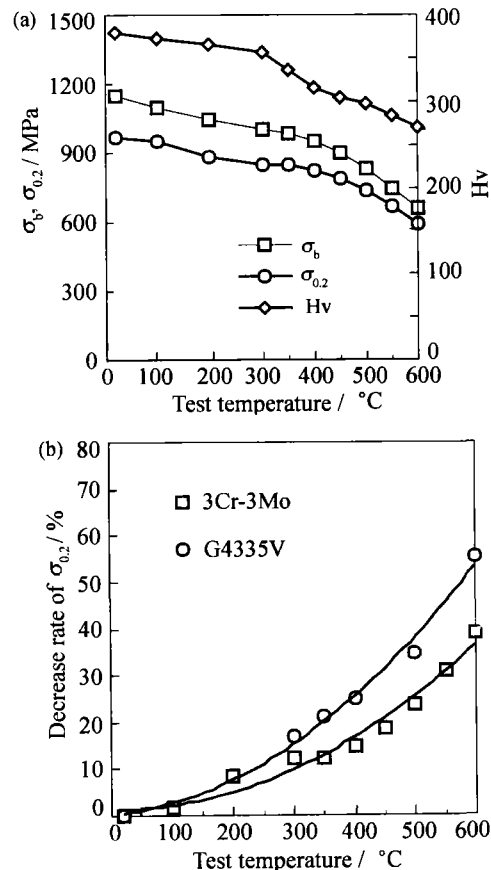 (a)
1500
1200
900
600
300
0
σb, σ0.2 / MPa
400
300
200
100
0
Hv
σb
σ0.2
Hv
0 100 200 300 400 500 600
Test temperature / °C
(b)
80
70
60
50
40
30
20
10
0
Decrease rate of σ0.2 / %
3Cr-3Mo
G4335V
0 100 200 300 400 500 600
Test temperature / °C